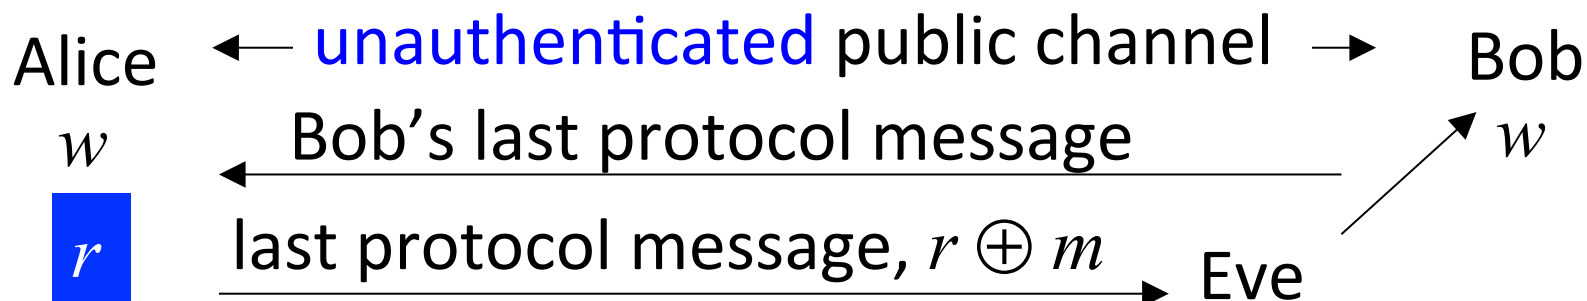 Alice unauthenticated public channel Bob
w Bob’s last protocol message w
r last protocol message, r ⊕ m Eve